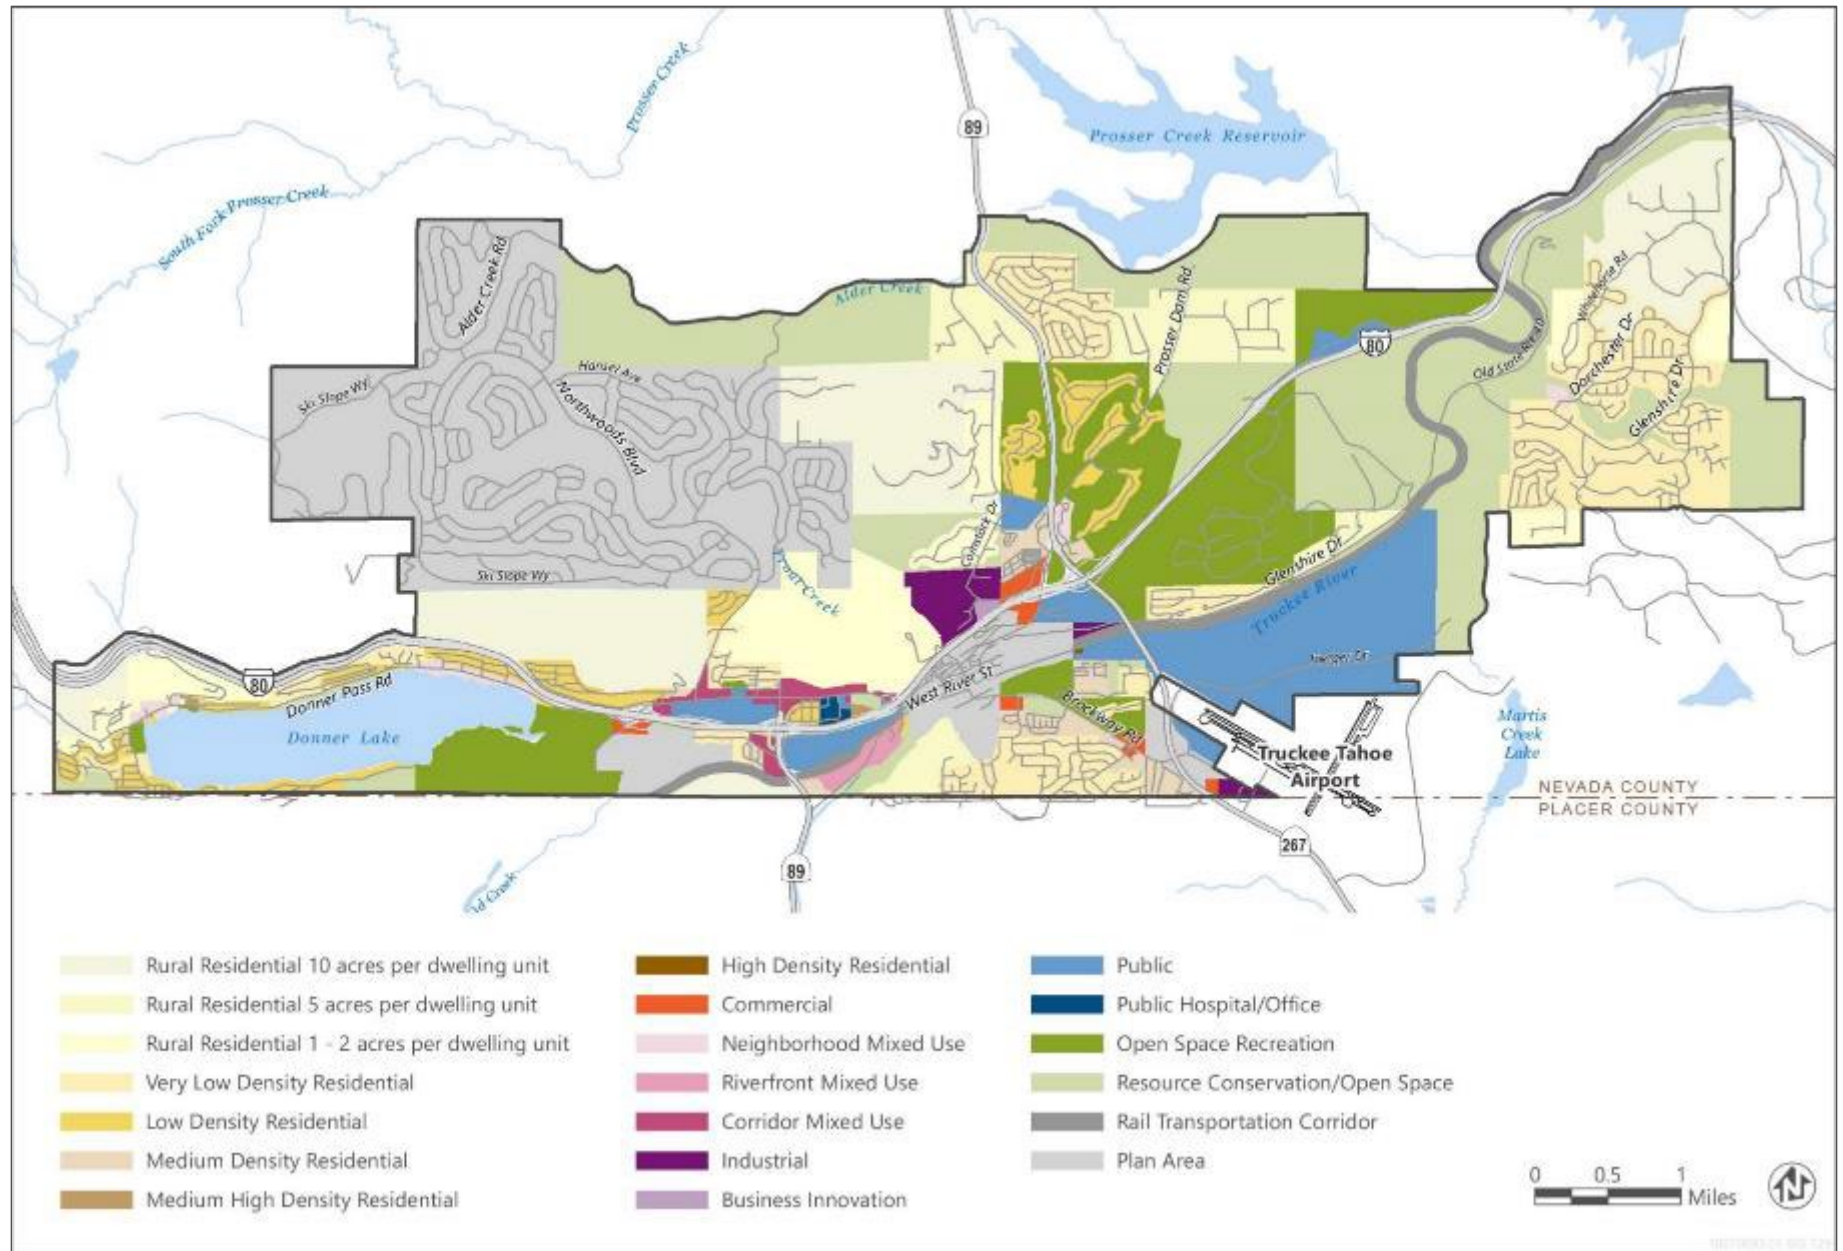 Prosser Creek
89
Prosser Creek Reservoir
South Fork Prosser Creek
Alder Creek Rd
Alder Creek
Prosser Dam Rd
Whitehorse Rd
80
Old State Road
Dorchester Dr
Glenshire Dr
Hansel Ave
Ski Slope Wy
Northwoods Blvd
Comstock Dr
Glenshire Dr
Ski Slope Wy
Trout Creek
Truckee River
80
Donner Pass Rd
West River St
Brockway Rd
Donner Lake
Martis
Creek
Lake
Truckee Tahoe
Airport
NEVADA COUNTY
PLACER COUNTY
267
89
Creek
Rural Residential 10 acres per dwelling unit
Rural Residential 5 acres per dwelling unit
Rural Residential 1 - 2 acres per dwelling unit
Very Low Density Residential
Low Density Residential
Medium Density Residential
Medium High Density Residential
High Density Residential
Commercial
Neighborhood Mixed Use
Riverfront Mixed Use
Corridor Mixed Use
Industrial
Business Innovation
Public
Public Hospital/Office
Open Space Recreation
Resource Conservation/Open Space
Rail Transportation Corridor
Plan Area
0 0.5 1
Miles
N